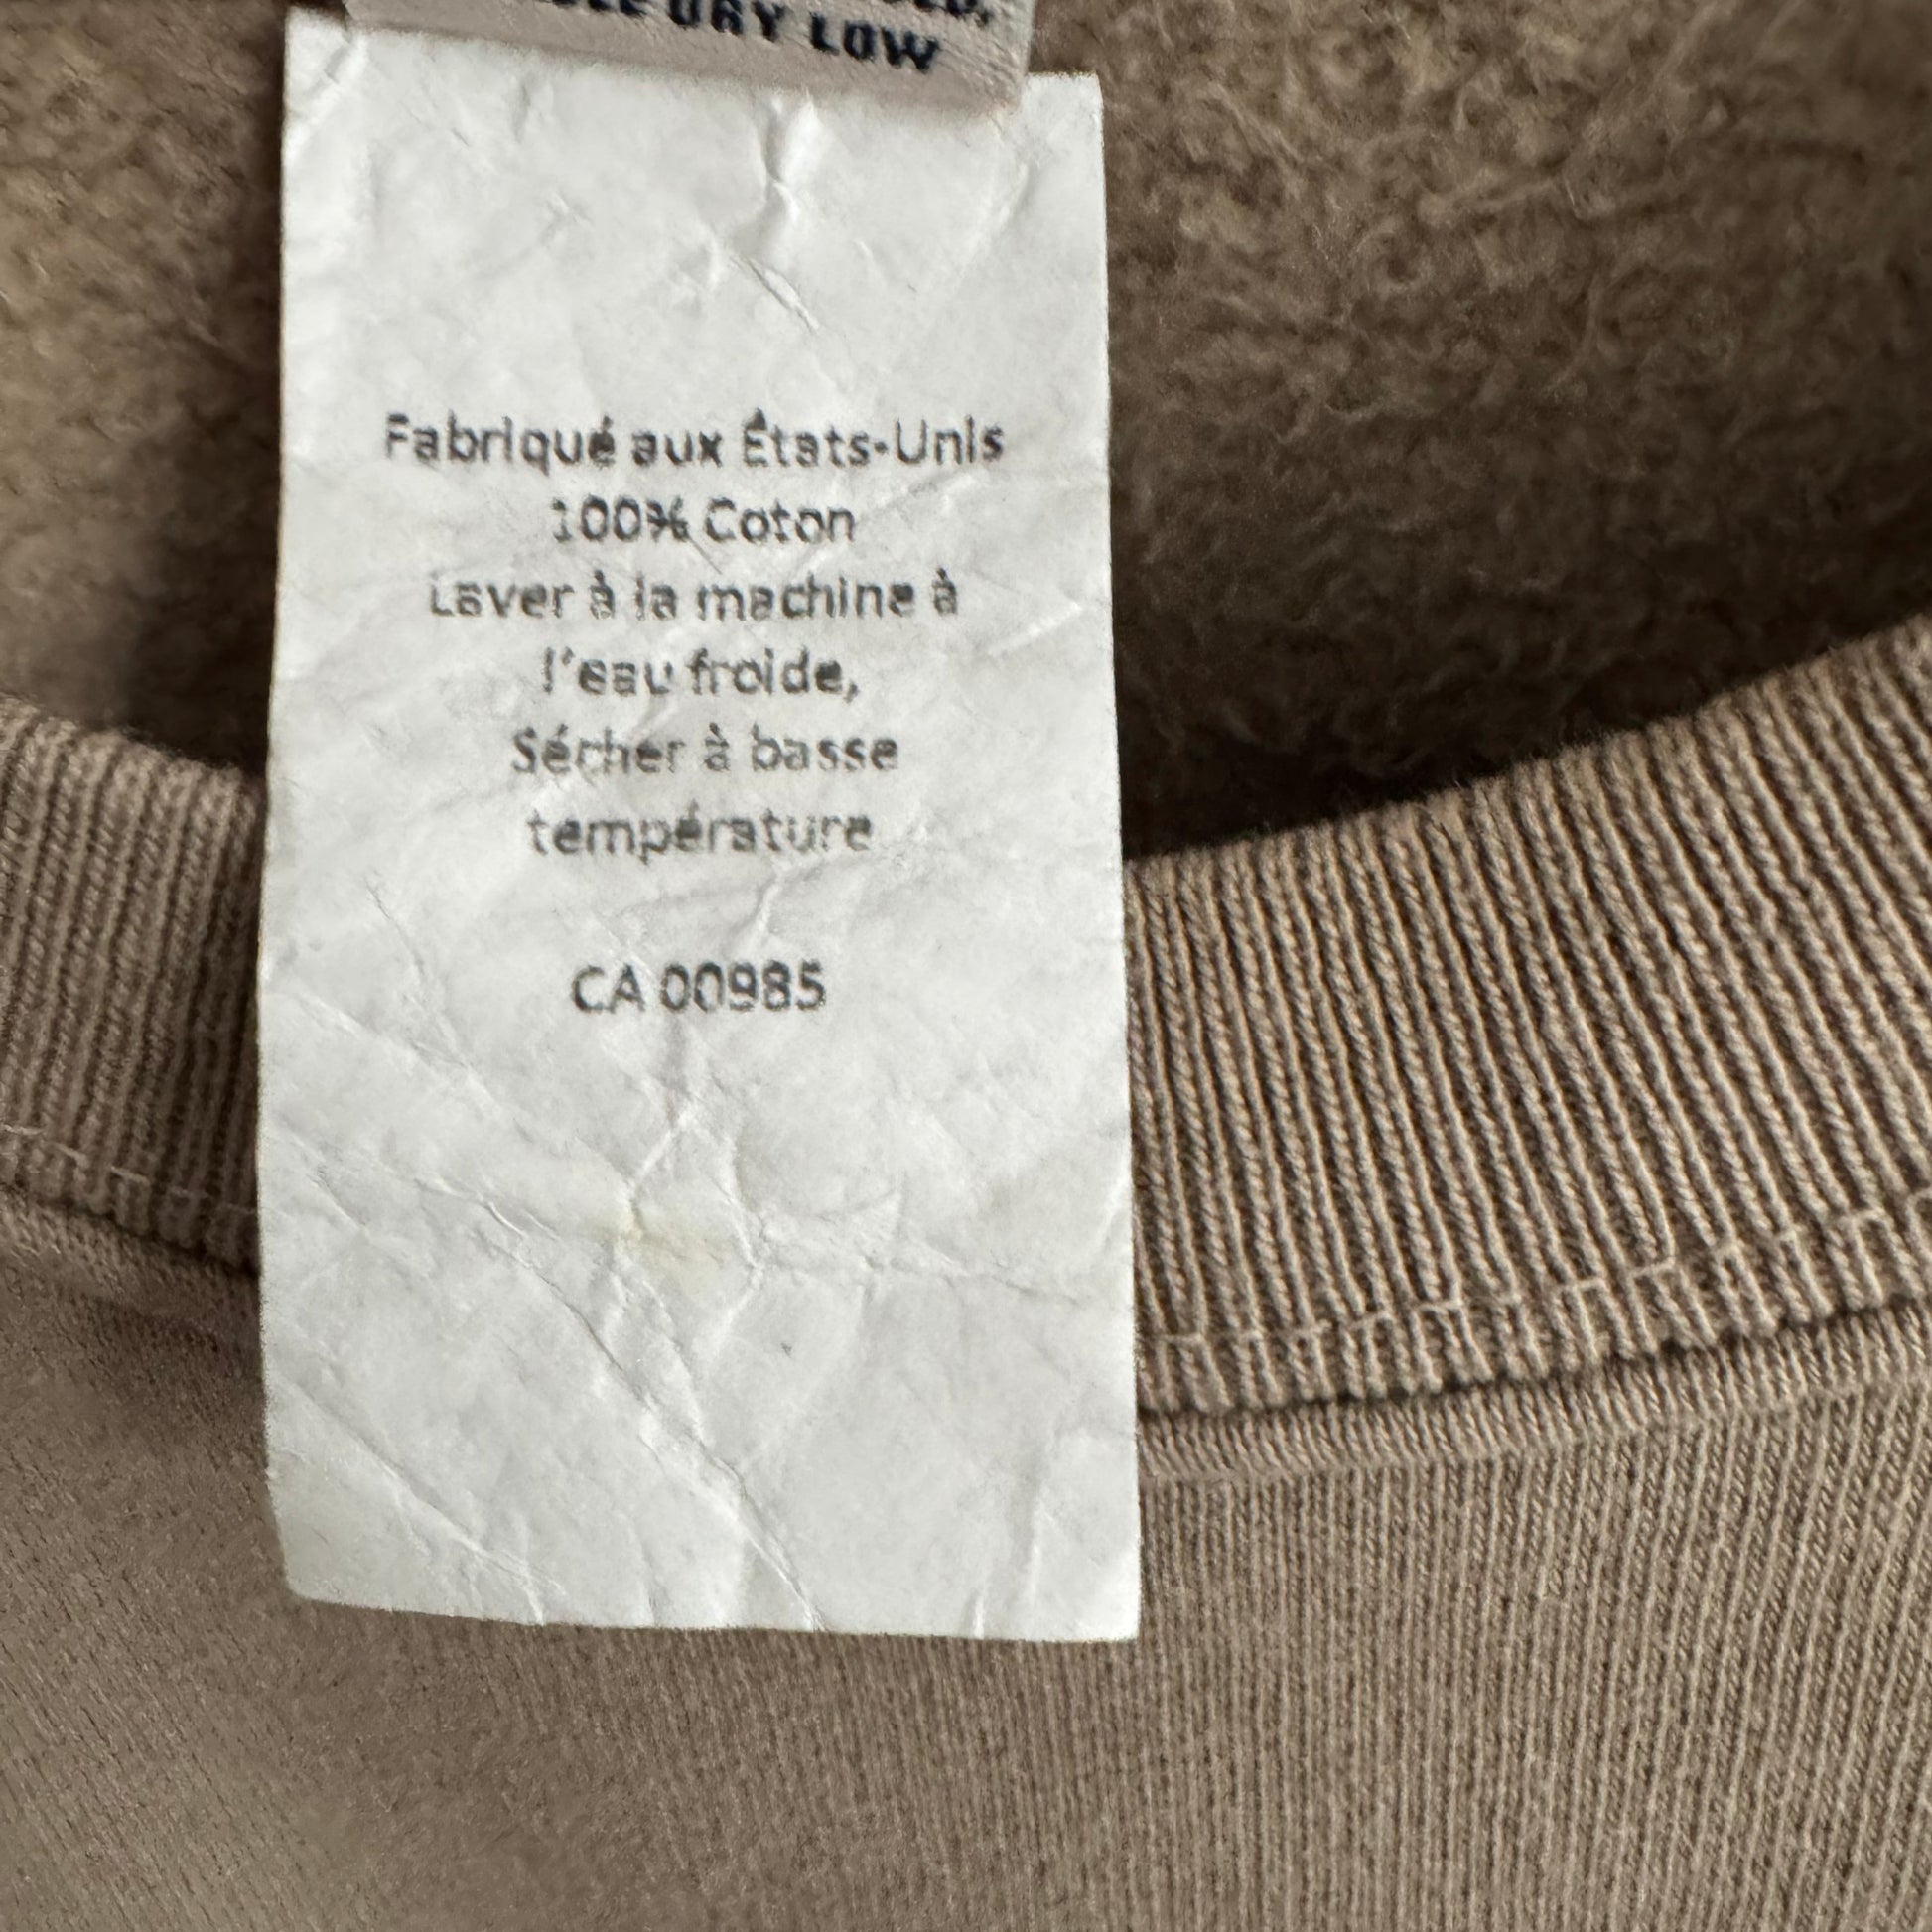 DRY LOW
Fabriqué aux États-Unis
100% Coton
Laver à la machine à
l'eau froide,
Sécher à basse
température
CA 00985